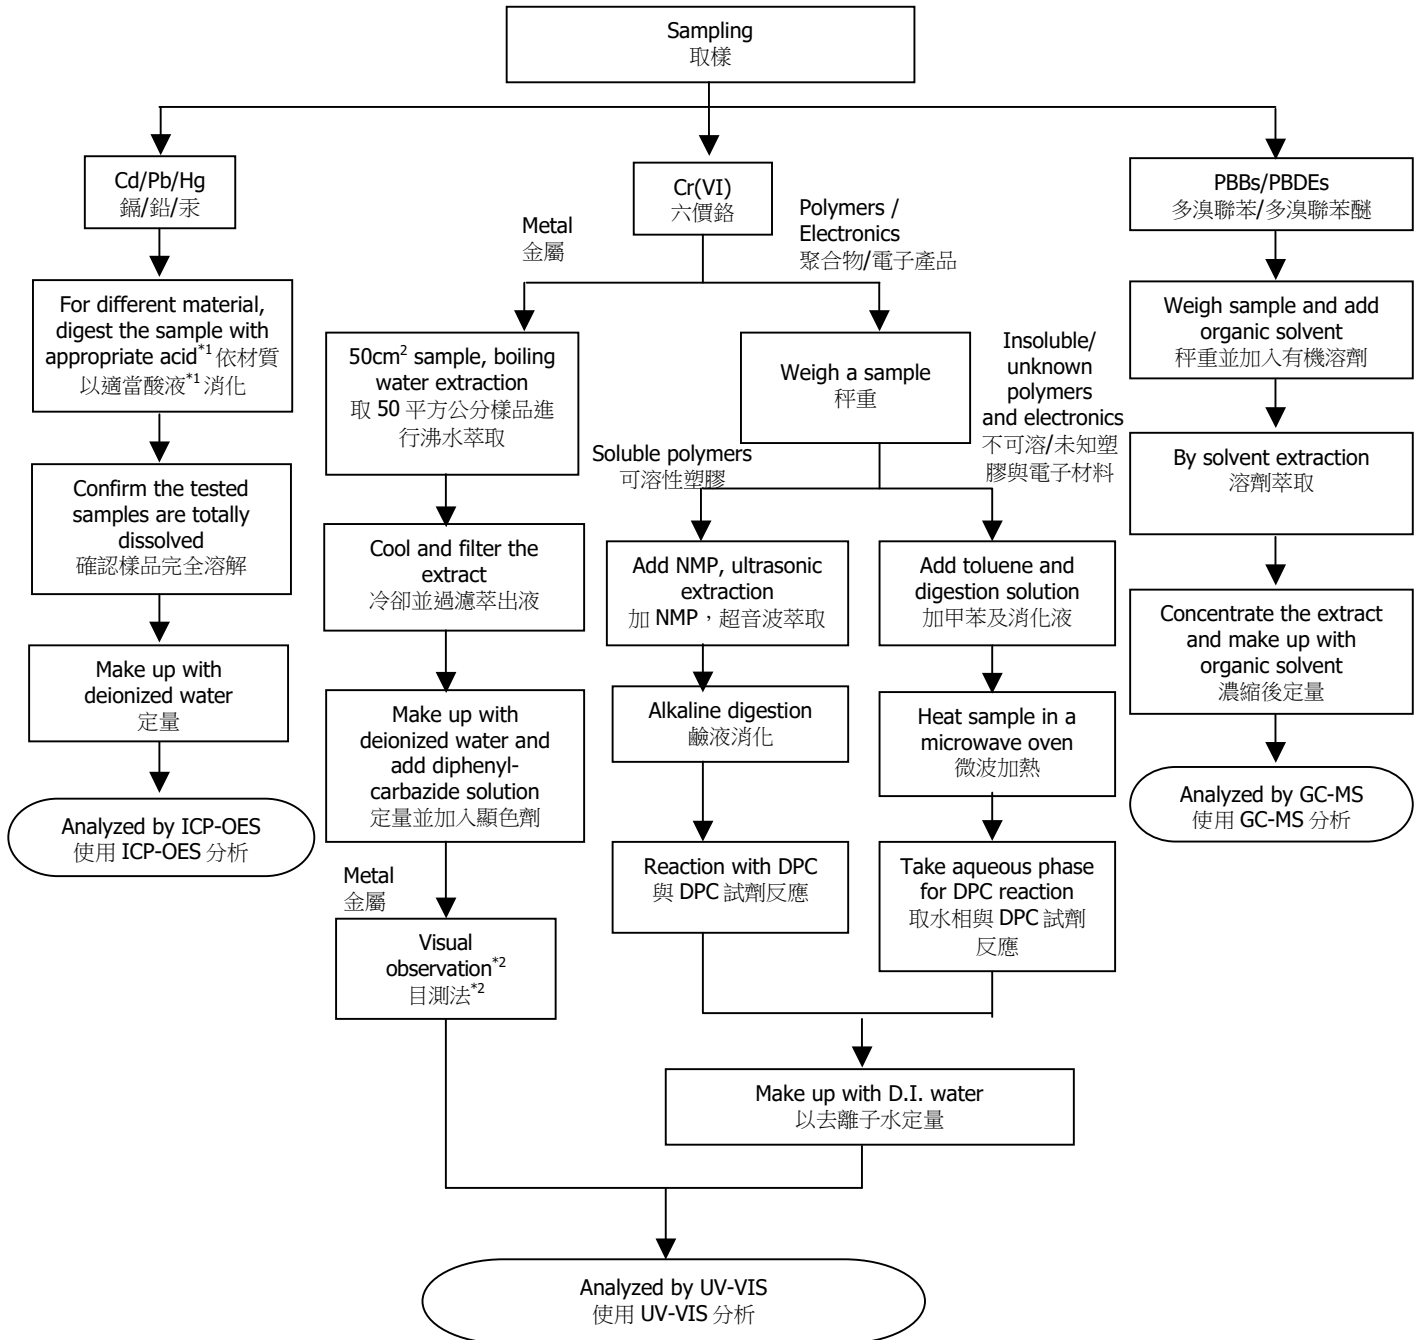 Sampling
取樣
Cd/Pb/Hg
鎘/鉛/汞
For different material,
digest the sample with
appropriate acid*1 依材質
以適當酸液*1 消化
Confirm the tested
samples are totally
dissolved
確認樣品完全溶解
Make up with
deionized water
定量
Analyzed by ICP-OES
使用 ICP-OES 分析
Cr(VI)
六價鉻
Metal
金屬
Polymers /
Electronics
聚合物/電子產品
50cm2 sample, boiling
water extraction
取 50 平方公分樣品進
行沸水萃取
Cool and filter the
extract
冷卻並過濾萃出液
Make up with
deionized water and
add diphenyl-
carbazide solution
定量並加入顯色劑
Metal
金屬
Visual
observation*2
目測法*2
Weigh a sample
秤重
Soluble polymers
可溶性塑膠
Insoluble/
unknown
polymers
and electronics
不可溶/未知塑
膠與電子材料
Add NMP, ultrasonic
extraction
加 NMP，超音波萃取
Alkaline digestion
鹼液消化
Reaction with DPC
與 DPC 試劑反應
Add toluene and
digestion solution
加甲苯及消化液
Heat sample in a
microwave oven
微波加熱
Take aqueous phase
for DPC reaction
取水相與 DPC 試劑
反應
Make up with D.I. water
以去離子水定量
Analyzed by UV-VIS
使用 UV-VIS 分析
PBBs/PBDEs
多溴聯苯/多溴聯苯醚
Weigh sample and add
organic solvent
秤重並加入有機溶劑
By solvent extraction
溶劑萃取
Concentrate the extract
and make up with
organic solvent
濃縮後定量
Analyzed by GC-MS
使用 GC-MS 分析